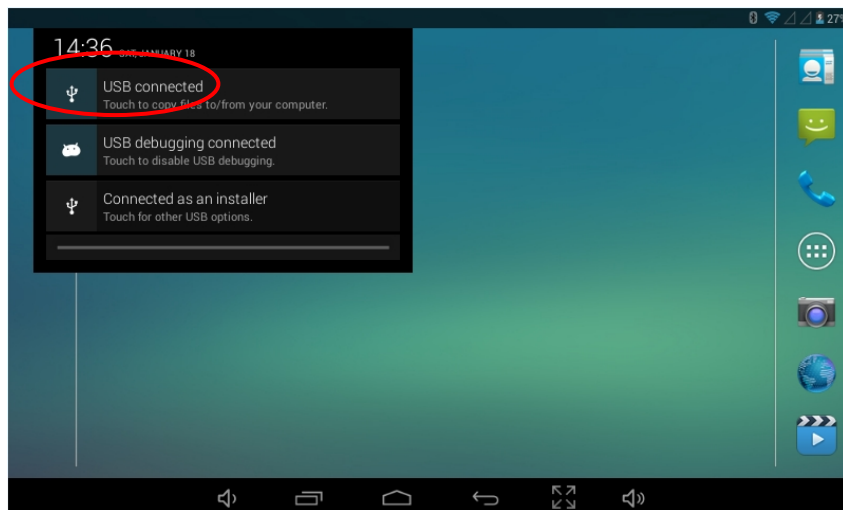 27%
14:36 SAT, JANUARY 18
USB connected
Touch to copy files to/from your computer.
USB debugging connected
Touch to disable USB debugging.
Connected as an installer
Touch for other USB options.